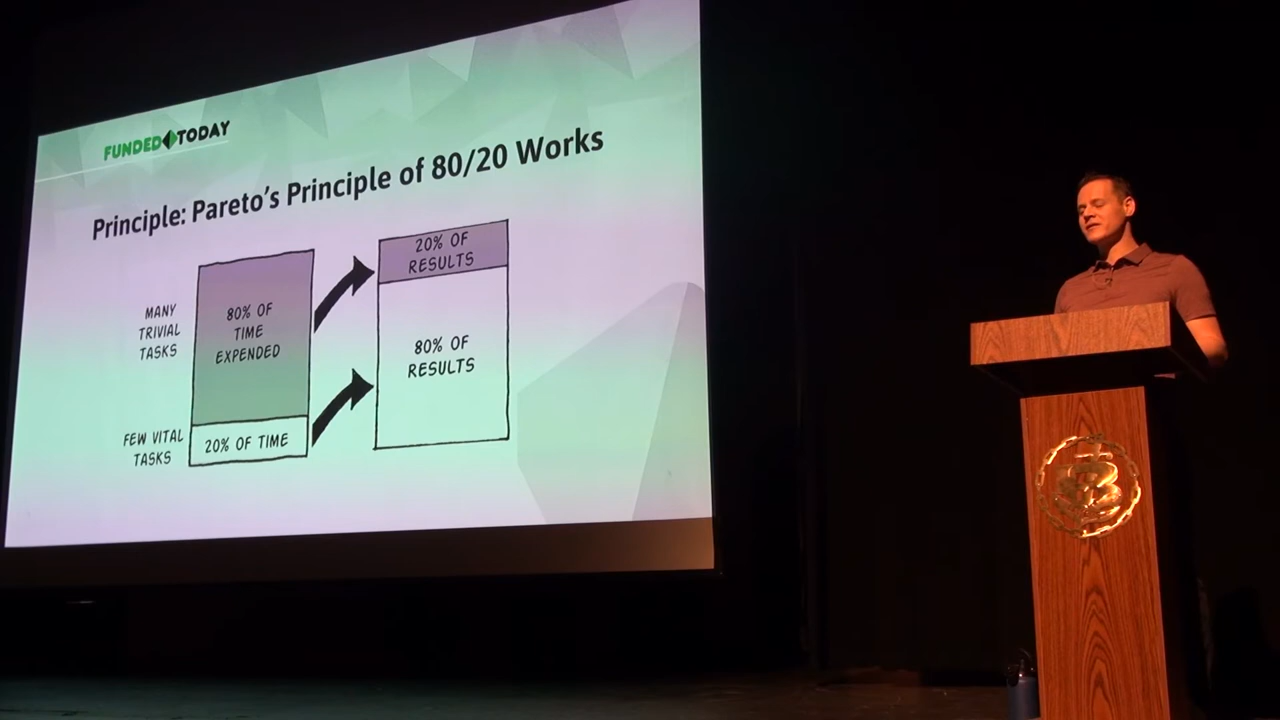 FUNDED TODAY
Principle: Pareto's Principle of 80/20 Works
MANY
TRIVIAL
TASKS
80% OF
TIME
EXPENDED
FEW VITAL
TASKS
20% OF TIME
20% OF
RESULTS
80% OF
RESULTS